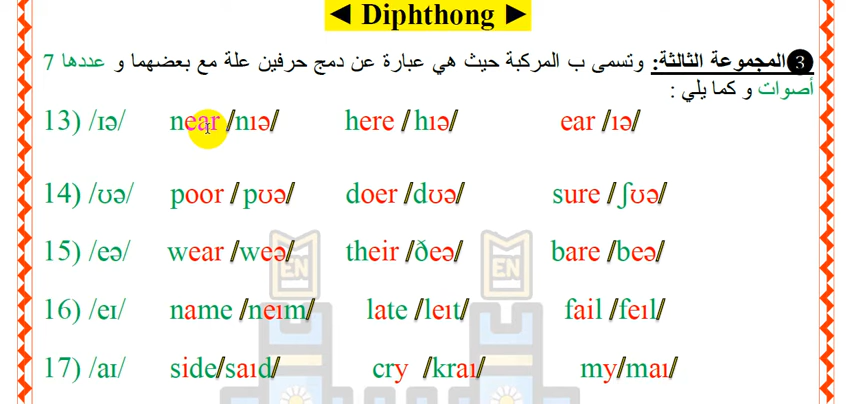 ◄ Diphthong ►
❸ المجموعة الثالثة: وتسمى ب المركبة حيث هي عبارة عن دمج حرفين علة مع بعضهما و عددها 7
أصوات و كما يلي :
13) /ɪə/ near /nɪə/ here / hɪə/ ear /ɪə/
14) /ʊə/ poor / pʊə/ doer /dʊə/ sure /ʃʊə/
15) /eə/ wear /weə/ their /ðeə/ bare /beə/
16) /eɪ/ name /neɪm/ late /leɪt/ fail /feɪl/
17) /aɪ/ side/saɪd/ cry /kraɪ/ my/maɪ/
EN EN